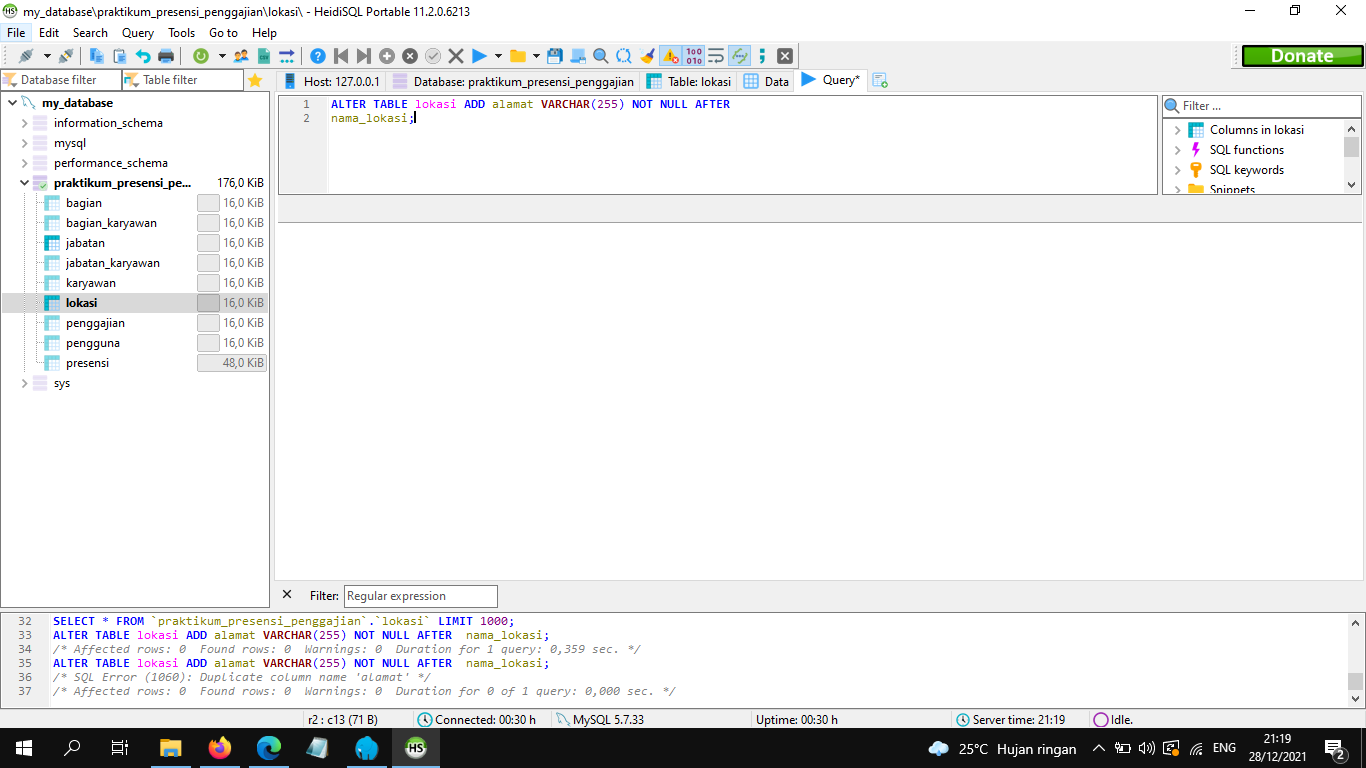 my_database\praktikum_presensi_penggajian\lokasi\ - HeidiSQL Portable 11.2.0.6213
File Edit Search Query Tools Go to Help
Donate
Database filter Table filter
Host: 127.0.0.1 Database: praktikum_presensi_penggajian Table: lokasi Data Query*
my_database
information_schema
mysql
performance_schema
praktikum_presensi_pe... 176,0 KiB
bagian 16,0 KiB
bagian_karyawan 16,0 KiB
jabatan 16,0 KiB
jabatan_karyawan 16,0 KiB
karyawan 16,0 KiB
lokasi 16,0 KiB
penggajian 16,0 KiB
pengguna 16,0 KiB
presensi 48,0 KiB
sys
1 ALTER TABLE lokasi ADD alamat VARCHAR(255) NOT NULL AFTER
2 nama_lokasi;
Filter ...
Columns in lokasi
SQL functions
SQL keywords
Snippets
Filter: Regular expression
32 SELECT * FROM `praktikum_presensi_penggajian`.`lokasi` LIMIT 1000;
33 ALTER TABLE lokasi ADD alamat VARCHAR(255) NOT NULL AFTER  nama_lokasi;
34 /* Affected rows: 0  Found rows: 0  Warnings: 0  Duration for 1 query: 0,359 sec. */
35 ALTER TABLE lokasi ADD alamat VARCHAR(255) NOT NULL AFTER  nama_lokasi;
36 /* SQL Error (1060): Duplicate column name 'alamat' */
37 /* Affected rows: 0  Found rows: 0  Warnings: 0  Duration for 0 of 1 query: 0,000 sec. */
r2 : c13 (71 B) Connected: 00:30 h MySQL 5.7.33 Uptime: 00:30 h Server time: 21:19 Idle.
HS
25°C Hujan ringan ENG
21:19
28/12/2021
2